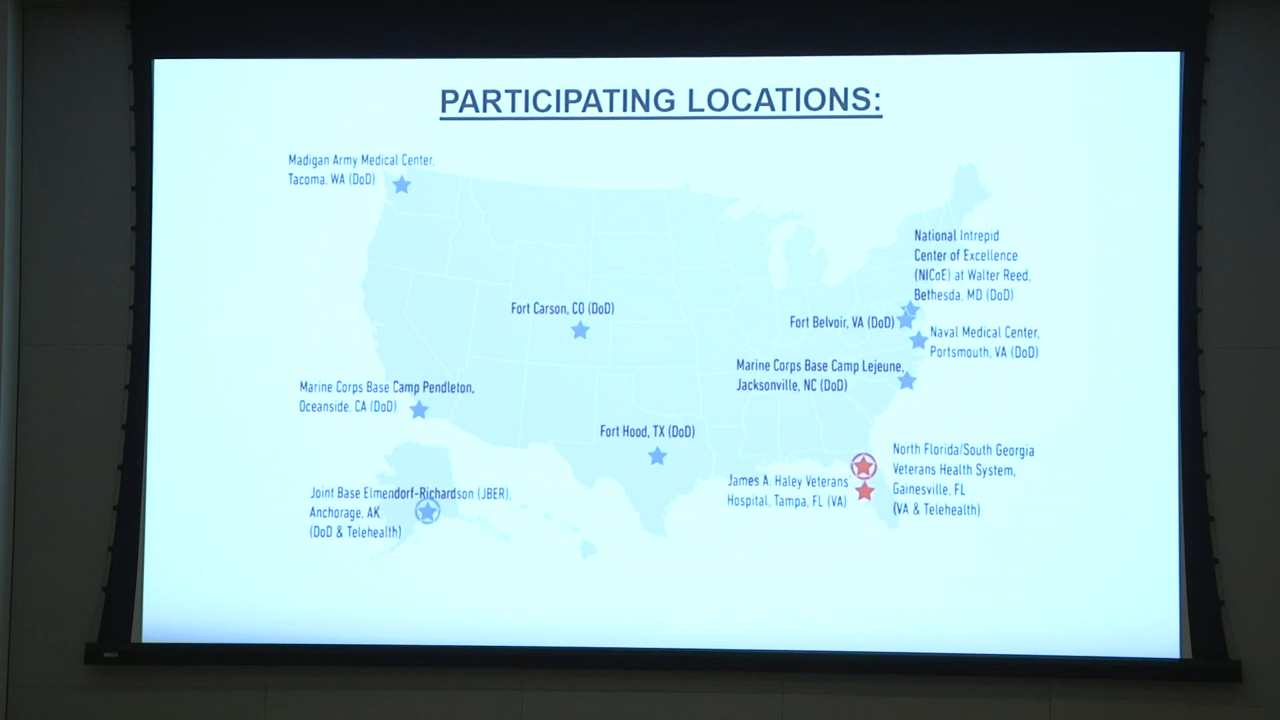 PARTICIPATING LOCATIONS:
Madigan Army Medical Center,
Tacoma, WA (DoD)
National Intrepid
Center of Excellence
(NICoE) at Walter Reed,
Bethesda, MD (DoD)
Fort Carson, CO (DoD)
Fort Belvoir, VA (DoD)
Naval Medical Center,
Portsmouth, VA (DoD)
Marine Corps Base Camp Lejeune,
Jacksonville, NC (DoD)
Marine Corps Base Camp Pendleton,
Oceanside, CA (DoD)
Fort Hood, TX (DoD)
North Florida/South Georgia
Veterans Health System,
Gainesville, FL
(VA & Telehealth)
James A. Haley Veterans
Hospital, Tampa, FL (VA)
Joint Base Elmendorf-Richardson (JBER),
Anchorage, AK
(DoD & Telehealth)